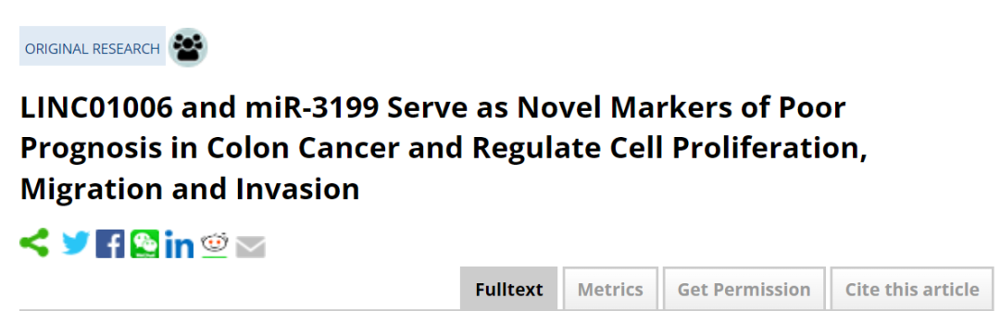 ORIGINAL RESEARCH
LINC01006 and miR-3199 Serve as Novel Markers of Poor
Prognosis in Colon Cancer and Regulate Cell Proliferation,
Migration and Invasion
Fulltext Metrics Get Permission Cite this article